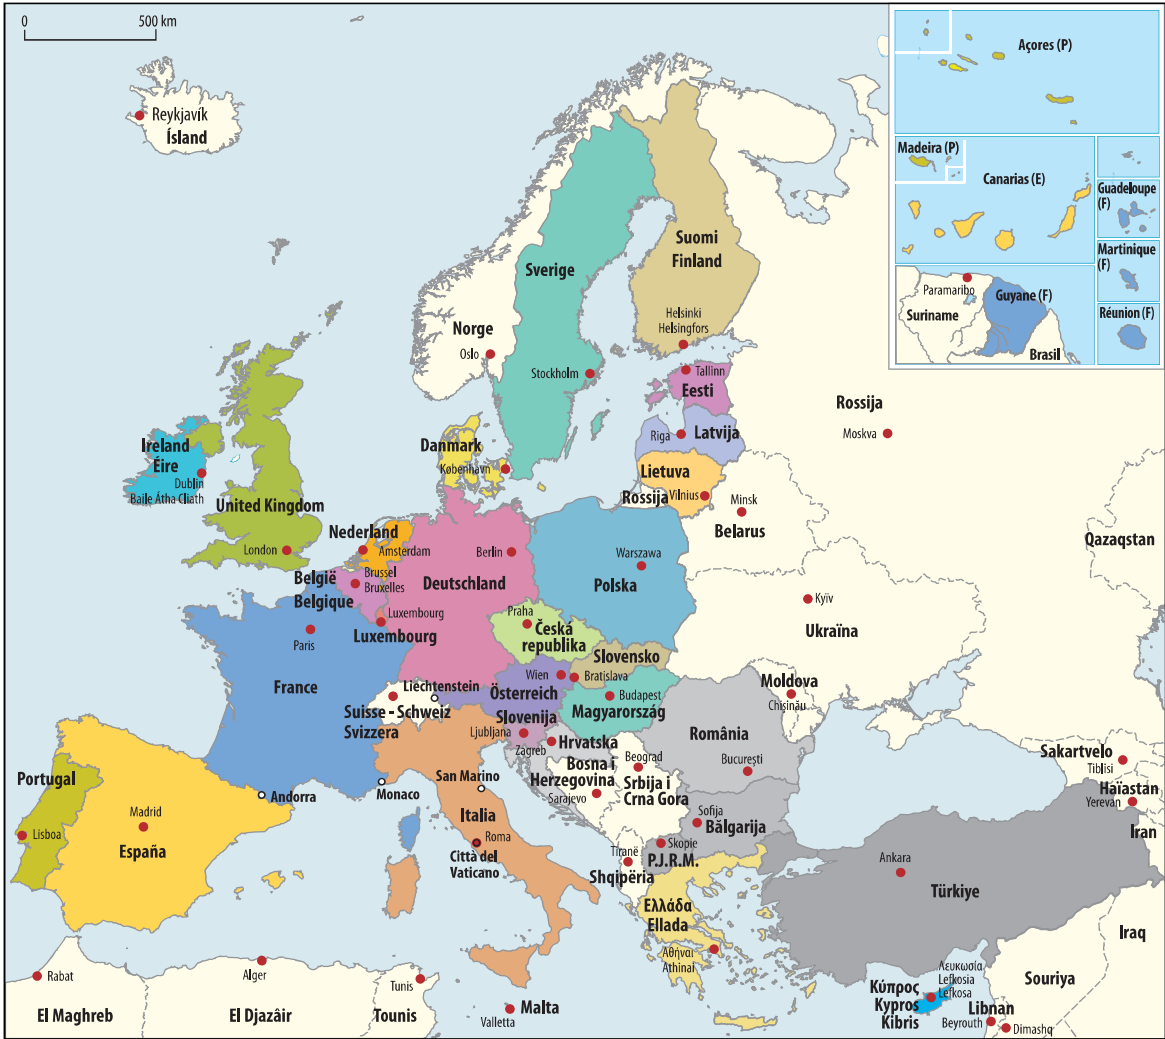 0 500 km
Açores (P)
Madeira (P)
Canarias (E)
Guadeloupe
(F)
Martinique
(F)
Réunion (F)
Paramaribo
Suriname
Guyane (F)
Brasil
Reykjavík
Ísland
Suomi
Finland
Sverige
Norge
Oslo
Helsinki
Helsingfors
Stockholm
Tallinn
Eesti
Rossija
Moskva
Riga
Latvija
Danmark
København
Lietuva
Rossija
Vilnius
Minsk
Belarus
Ireland
Éire
Dublin
Baile Átha Cliath
United Kingdom
London
Nederland
Amsterdam
Berlin
Deutschland
Warszawa
Polska
Qazaqstan
België
Belgique
Brussel
Bruxelles
Luxembourg
Luxembourg
Praha
Česká
republika
Kyïv
Ukraïna
Paris
France
Slovensko
Bratislava
Wien
Österreich
Budapest
Magyarország
Moldova
Chișinău
Liechtenstein
Suisse - Schweiz
Svizzera
Slovenija
Ljubljana
Zagreb
Hrvatska
România
București
Bosna i
Herzegovina
Sarajevo
Beograd
Srbija i
Crna Gora
Sakartvelo
Tiblisi
Haïastan
Yerevan
Iran
Portugal
Lisboa
Madrid
España
Andorra
Monaco
San Marino
Italia
Roma
Città del
Vaticano
Sofija
Bălgarija
Skopie
P.J.R.M.
Tiranë
Shqipëria
Ελλάδα
Ellada
Αθήναι
Athinai
Ankara
Türkiye
Iraq
Souriya
Rabat
El Maghreb
Alger
El Djazâir
Tunis
Tounis
Malta
Valletta
Κύπρος
Kypros
Kibris
Λευκωσία
Lefkosia
Lefkosa
Libnan
Beyrouth
Dimashq